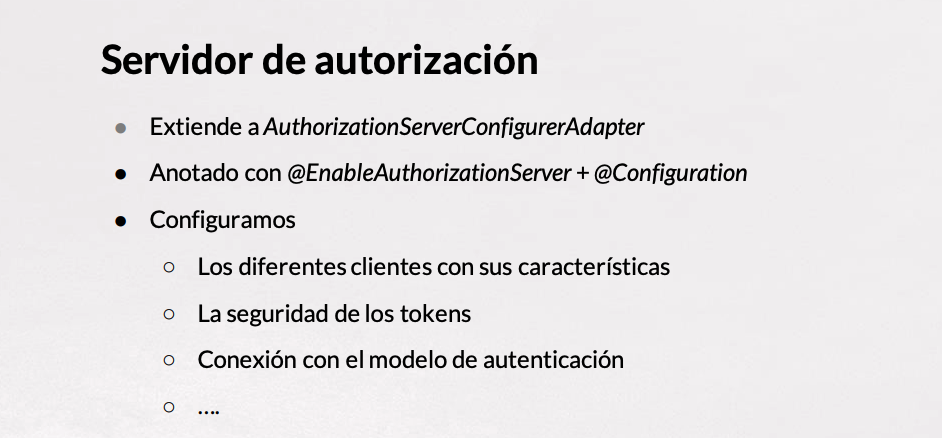 Servidor de autorización
● Extiende a AuthorizationServerConfigurerAdapter
● Anotado con @EnableAuthorizationServer + @Configuration
● Configuramos
○ Los diferentes clientes con sus características
○ La seguridad de los tokens
○ Conexión con el modelo de autenticación
○ ....